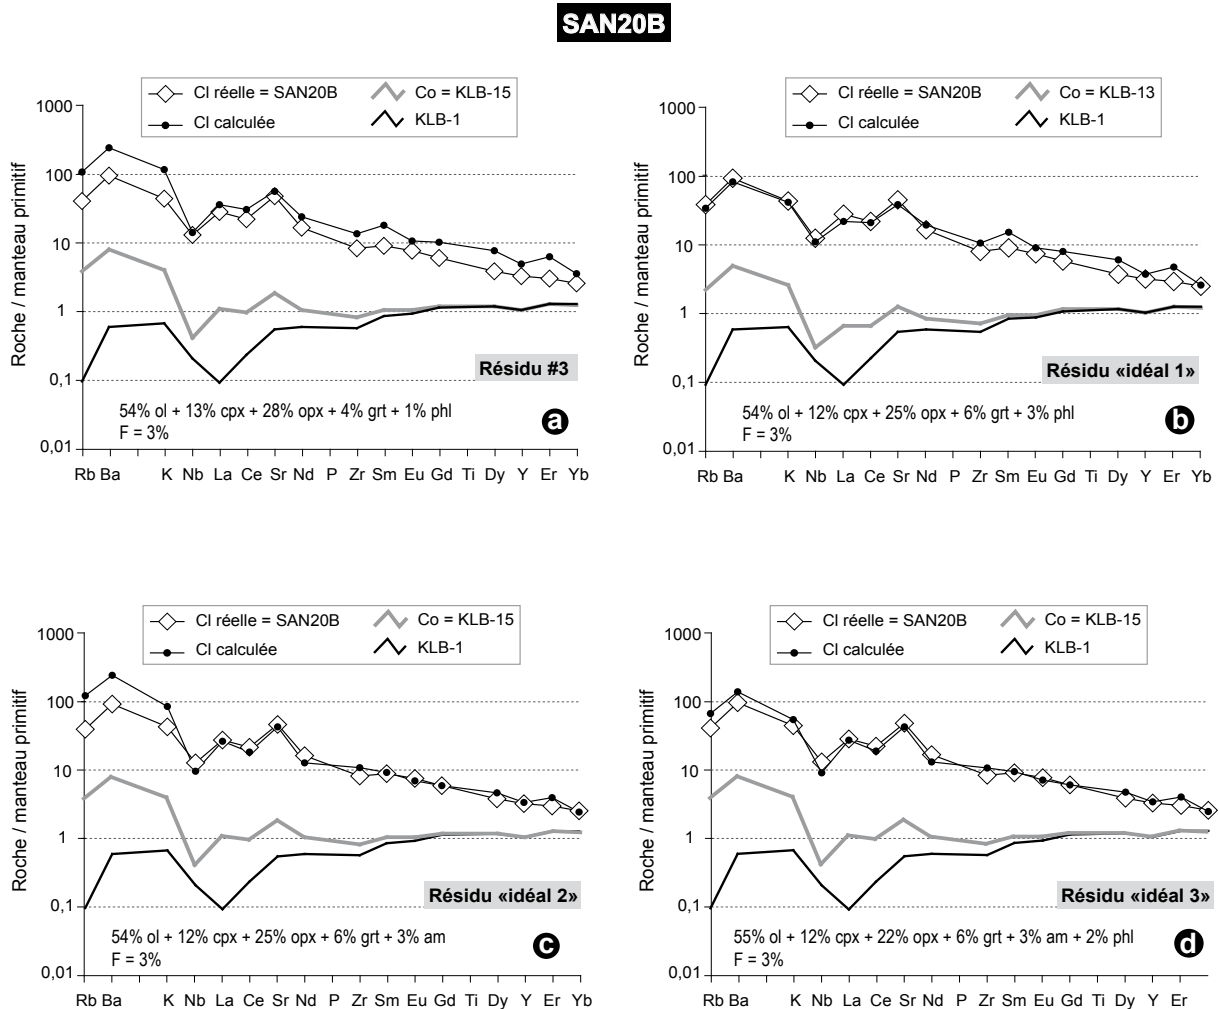 SAN20B
Cl réelle = SAN20B
Co = KLB-15
Cl calculée
KLB-1
Roche / manteau primitif
1000
100
10
1
0,1
0,01
Résidu #3
54% ol + 13% cpx + 28% opx + 4% grt + 1% phl
F = 3%
a
Rb Ba K Nb La Ce Sr Nd P Zr Sm Eu Gd Ti Dy Y Er Yb
Cl réelle = SAN20B
Co = KLB-13
Cl calculée
KLB-1
Roche / manteau primitif
1000
100
10
1
0,1
0,01
Résidu «idéal 1»
54% ol + 12% cpx + 25% opx + 6% grt + 3% phl
F = 3%
b
Rb Ba K Nb La Ce Sr Nd P Zr Sm Eu Gd Ti Dy Y Er Yb
Cl réelle = SAN20B
Co = KLB-15
Cl calculée
KLB-1
Roche / manteau primitif
1000
100
10
1
0,1
0,01
Résidu «idéal 2»
54% ol + 12% cpx + 25% opx + 6% grt + 3% am
F = 3%
c
Rb Ba K Nb La Ce Sr Nd P Zr Sm Eu Gd Ti Dy Y Er Yb
Cl réelle = SAN20B
Co = KLB-15
Cl calculée
KLB-1
Roche / manteau primitif
1000
100
10
1
0,1
0,01
Résidu «idéal 3»
55% ol + 12% cpx + 22% opx + 6% grt + 3% am + 2% phl
F = 3%
d
Rb Ba K Nb La Ce Sr Nd P Zr Sm Eu Gd Ti Dy Y Er